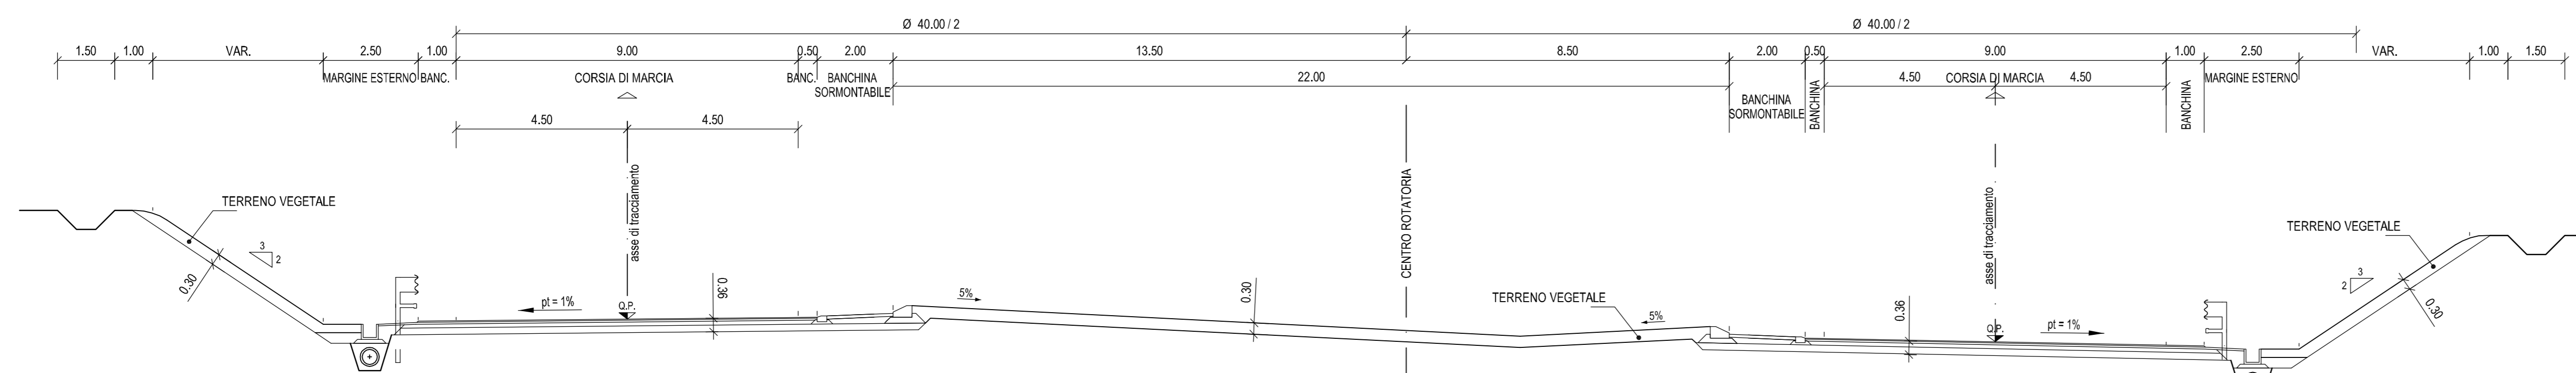 Ø 40.00 / 2
Ø 40.00 / 2
1.50
1.00
VAR.
2.50
1.00
9.00
0.50
2.00
13.50
8.50
2.00
0.50
9.00
1.00
2.50
VAR.
1.00
1.50
MARGINE ESTERNO
BANC.
CORSIA DI MARCIA
BANC.
BANCHINA
SORMONTABILE
22.00
4.50
CORSIA DI MARCIA
4.50
MARGINE ESTERNO
BANCHINA
SORMONTABILE
BANCHINA
BANCHINA
4.50
4.50
asse di tracciamento
CENTRO ROTATORIA
asse di tracciamento
TERRENO VEGETALE
TERRENO VEGETALE
3
2
0.30
pt = 1%
Q.P.
0.36
5%
0.30
TERRENO VEGETALE
5%
0.36
Q.P.
pt = 1%
3
2
0.30